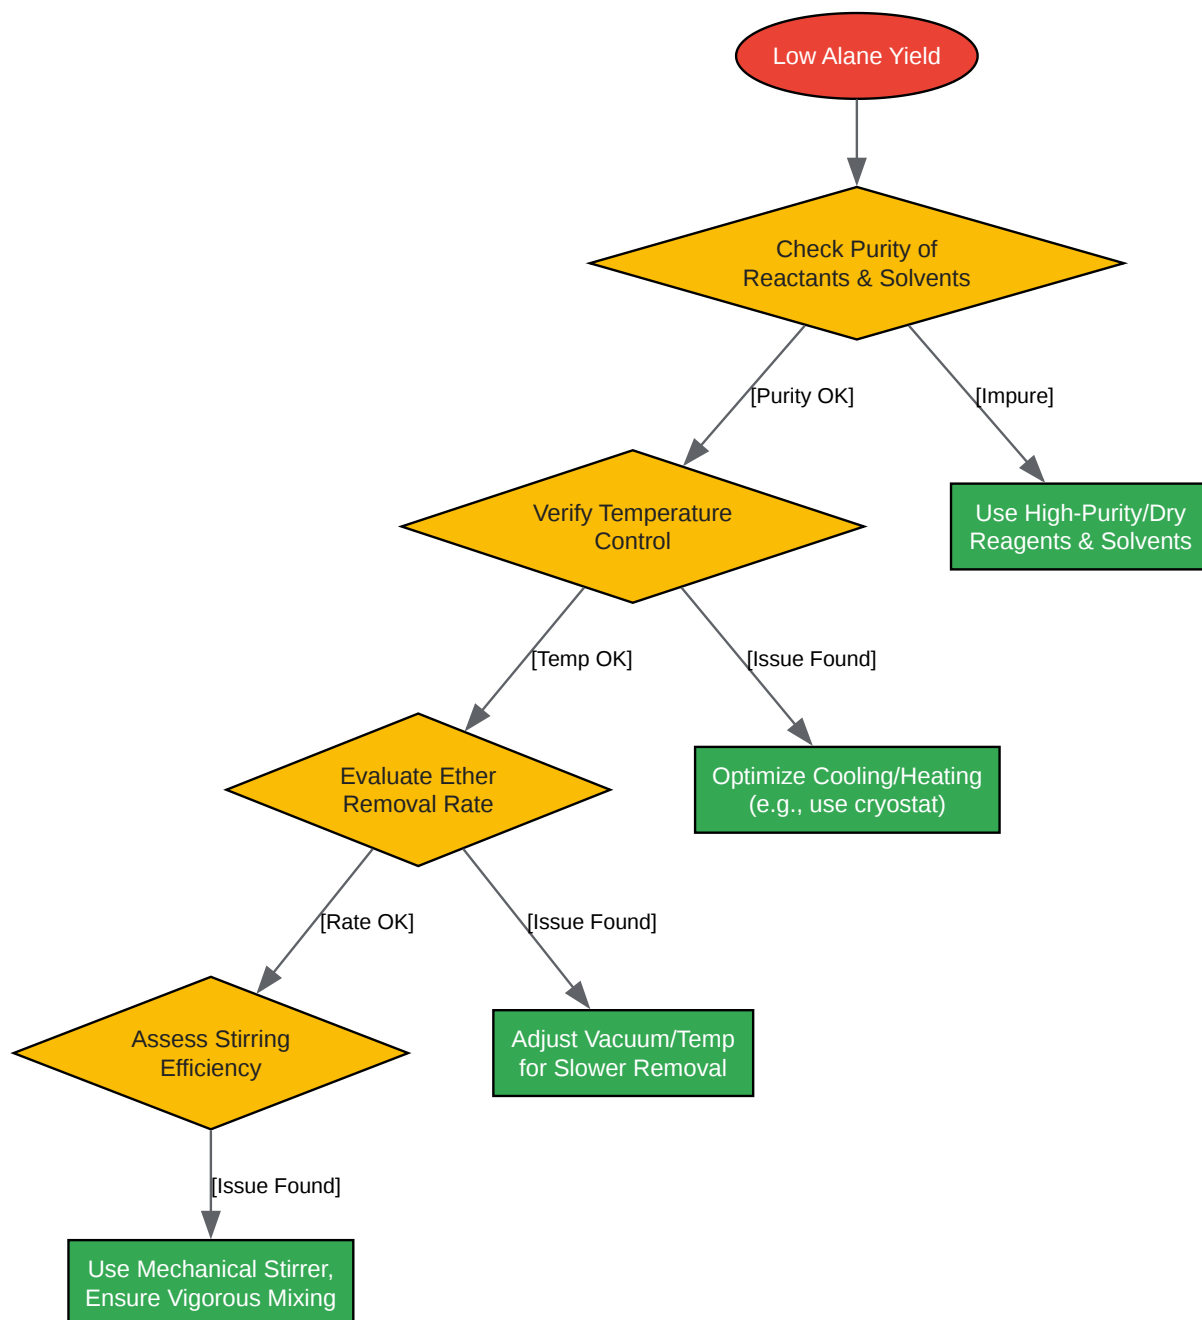 Low Alane Yield
Check Purity of
Reactants & Solvents
[Purity OK]
[Impure]
Verify Temperature
Control
Use High-Purity/Dry
Reagents & Solvents
[Temp OK]
[Issue Found]
Evaluate Ether
Removal Rate
Optimize Cooling/Heating
(e.g., use cryostat)
[Rate OK]
[Issue Found]
Assess Stirring
Efficiency
Adjust Vacuum/Temp
for Slower Removal
[Issue Found]
Use Mechanical Stirrer,
Ensure Vigorous Mixing